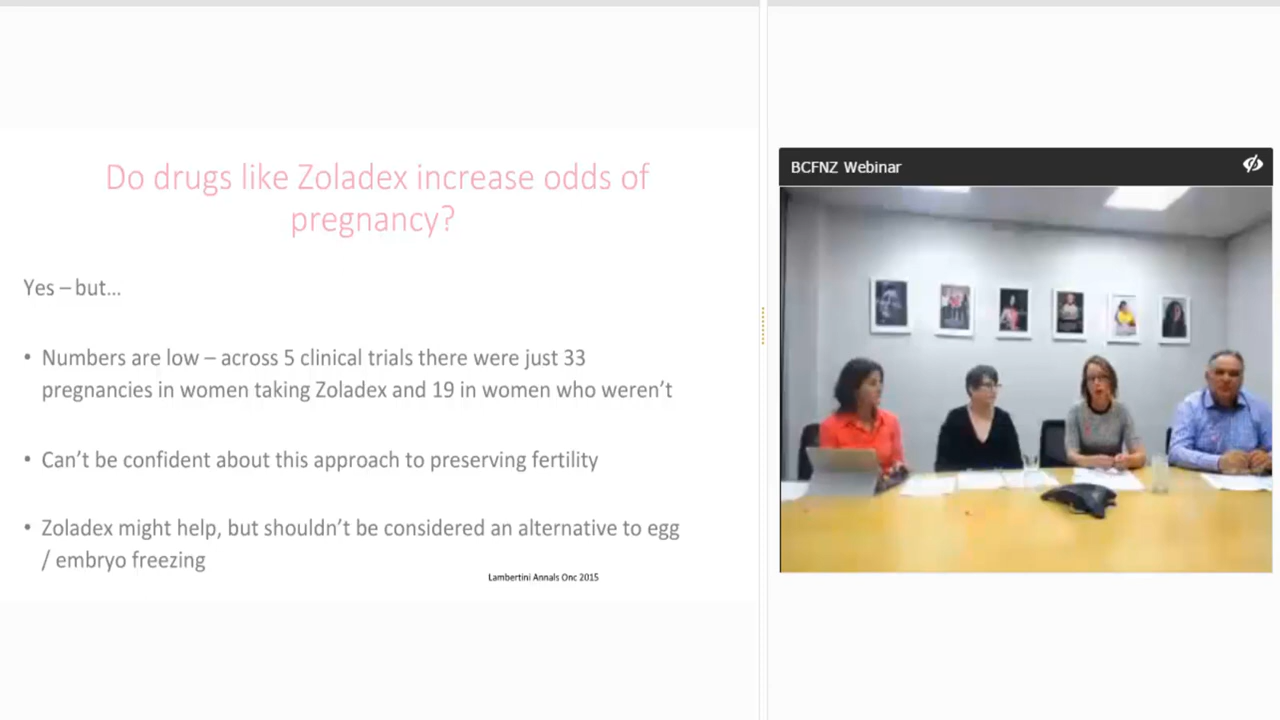 Do drugs like Zoladex increase odds of
pregnancy?
Yes – but…
• Numbers are low – across 5 clinical trials there were just 33
pregnancies in women taking Zoladex and 19 in women who weren’t
• Can’t be confident about this approach to preserving fertility
• Zoladex might help, but shouldn’t be considered an alternative to egg
/ embryo freezing
Lambertini Annals Onc 2015
BCFNZ Webinar